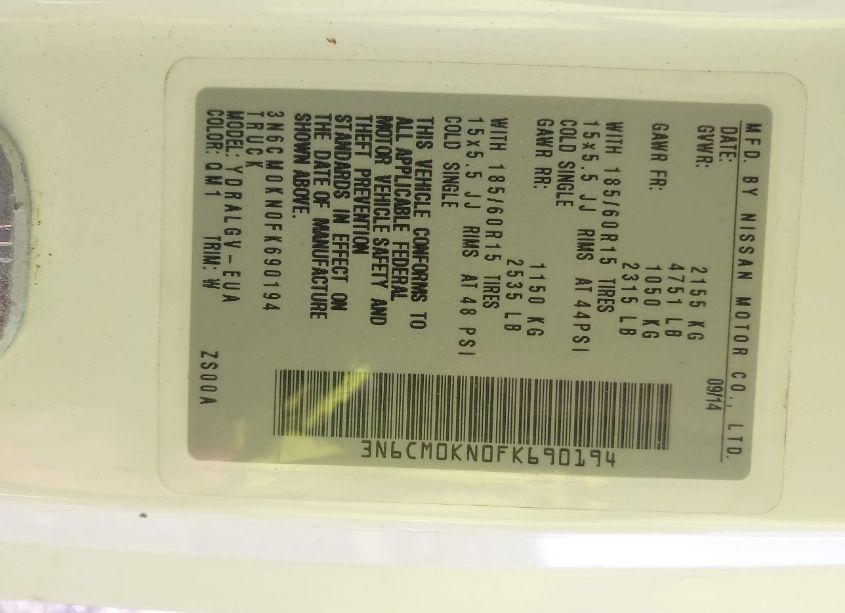 MFD. BY NISSAN MOTOR CO., LTD.
DATE: 09/14
GVWR: 2155 KG
4751 LB
GAWR FR: 1050 KG
2315 LB
WITH 185/60R15 TIRES
15x5.5 JJ RIMS AT 44PSI
COLD SINGLE
GAWR RR: 1150 KG
2535 LB
WITH 185/60R15 TIRES
15x5.5 JJ RIMS AT 48 PSI
COLD SINGLE
THIS VEHICLE CONFORMS TO
ALL APPLICABLE FEDERAL
MOTOR VEHICLE SAFETY AND
THEFT PREVENTION
STANDARDS IN EFFECT ON
THE DATE OF MANUFACTURE
SHOWN ABOVE.
3N6CM0KN0FK690194
TRUCK
MODEL: YDRALGV-EUA
COLOR: QM1 TRIM: W ZS00A
3N6CM0KN0FK690194